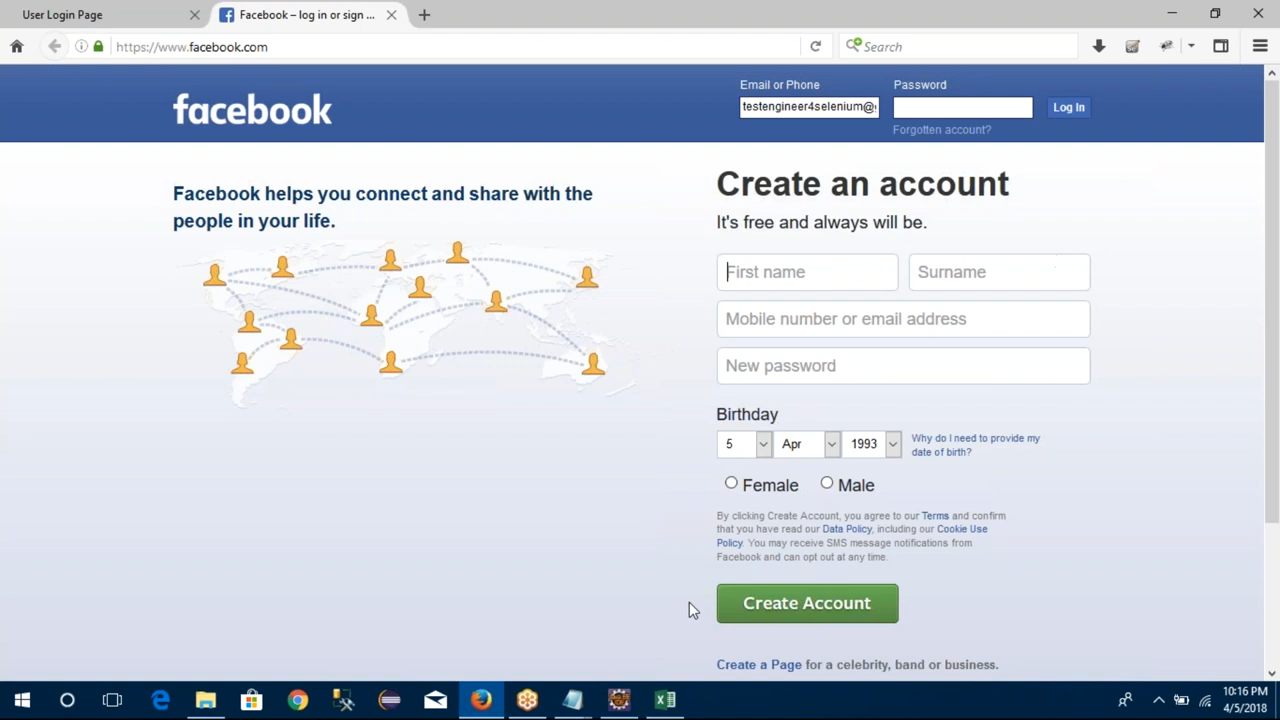 User Login Page
Facebook – log in or sign ...
https://www.facebook.com
Search
facebook
Email or Phone
Password
testengineer4selenium@
Log In
Forgotten account?
Facebook helps you connect and share with the
people in your life.
Create an account
It's free and always will be.
First name
Surname
Mobile number or email address
New password
Birthday
5
Apr
1993
Why do I need to provide my
date of birth?
Female
Male
By clicking Create Account, you agree to our Terms and confirm
that you have read our Data Policy, including our Cookie Use
Policy. You may receive SMS message notifications from
Facebook and can opt out at any time.
Create Account
Create a Page for a celebrity, band or business.
10:16 PM
4/5/2018